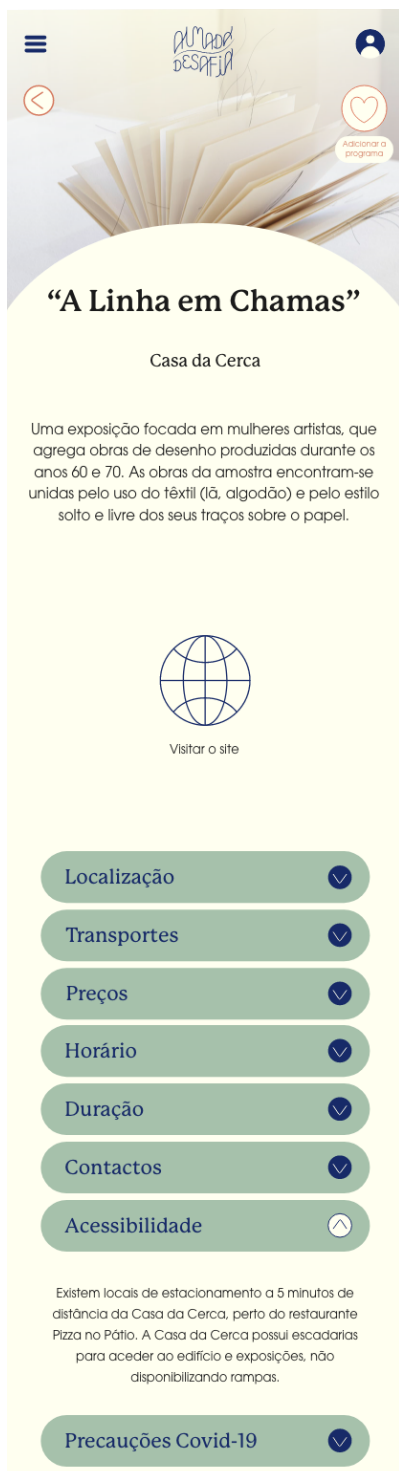 ALMADA
DESAFIA
Adicionar a
programa
“A Linha em Chamas”
Casa da Cerca
Uma exposição focada em mulheres artistas, que
agrega obras de desenho produzidas durante os
anos 60 e 70. As obras da amostra encontram-se
unidas pelo uso do têxtil (lã, algodão) e pelo estilo
solto e livre dos seus traços sobre o papel.
Visitar o site
Localização
Transportes
Preços
Horário
Duração
Contactos
Acessibilidade
Existem locais de estacionamento a 5 minutos de
distância da Casa da Cerca, perto do restaurante
Pizza no Pátio. A Casa da Cerca possui escadarias
para aceder ao edifício e exposições, não
disponibilizando rampas.
Precauções Covid-19